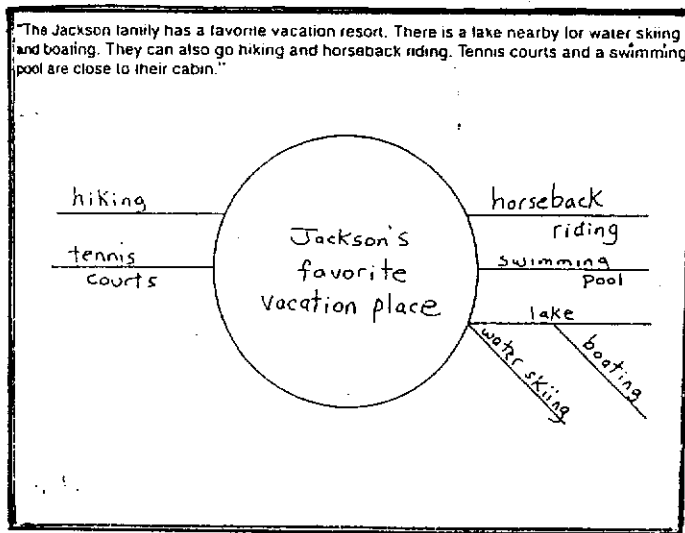 "The Jackson family has a favorite vacation resort. There is a lake nearby for water skiing
and boating. They can also go hiking and horseback riding. Tennis courts and a swimming
pool are close to their cabin."
hiking
horseback
riding
tennis
courts
Jackson's
favorite
vacation place
swimming
pool
lake
water skiing
boating